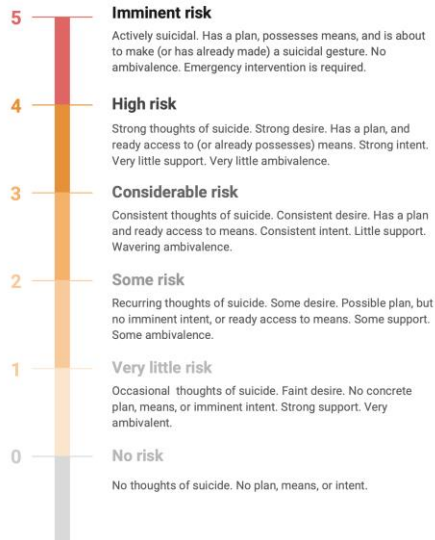 5 Imminent risk
Actively suicidal. Has a plan, possesses means, and is about
to make (or has already made) a suicidal gesture. No
ambivalence. Emergency intervention is required.
4 High risk
Strong thoughts of suicide. Strong desire. Has a plan, and
ready access to (or already possesses) means. Strong intent.
Very little support. Very little ambivalence.
3 Considerable risk
Consistent thoughts of suicide. Consistent desire. Has a plan
and ready access to means. Consistent intent. Little support.
Wavering ambivalence.
2 Some risk
Recurring thoughts of suicide. Some desire. Possible plan, but
no imminent intent, or ready access to means. Some support.
Some ambivalence.
1 Very little risk
Occasional thoughts of suicide. Faint desire. No concrete
plan, means, or imminent intent. Strong support. Very
ambivalent.
0 No risk
No thoughts of suicide. No plan, means, or intent.